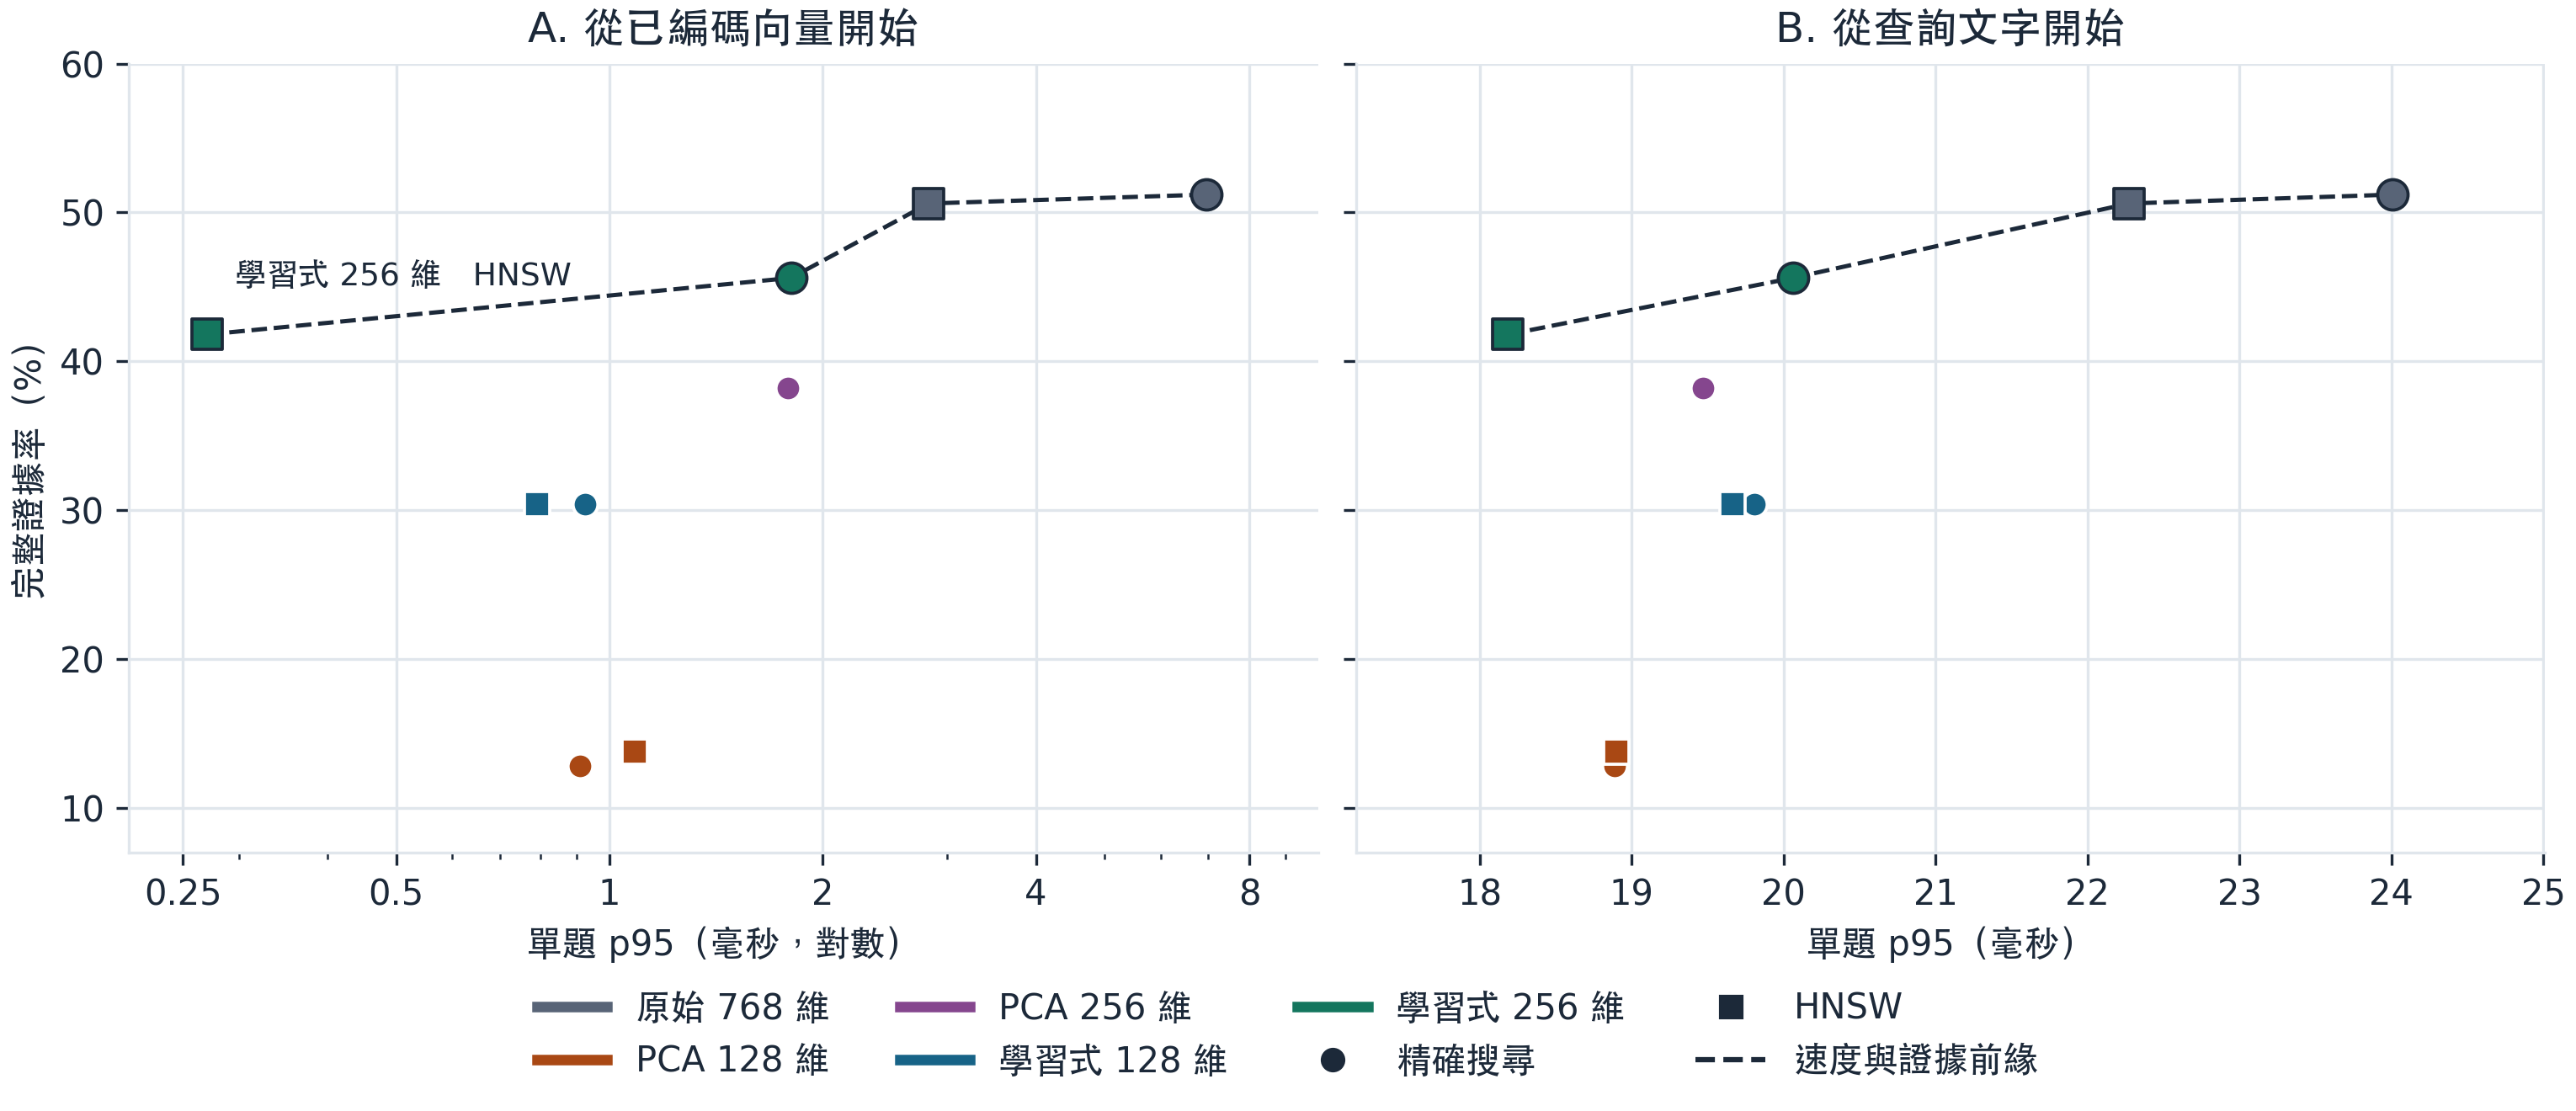 A. 從已編碼向量開始
B. 從查詢文字開始
完整證據率（%）
60
50
40
30
20
10
學習式 256 維　HNSW
0.25
0.5
1
2
4
8
18
19
20
21
22
23
24
25
單題 p95（毫秒，對數）
單題 p95（毫秒）
原始 768 維
PCA 256 維
學習式 256 維
HNSW
PCA 128 維
學習式 128 維
精確搜尋
速度與證據前緣